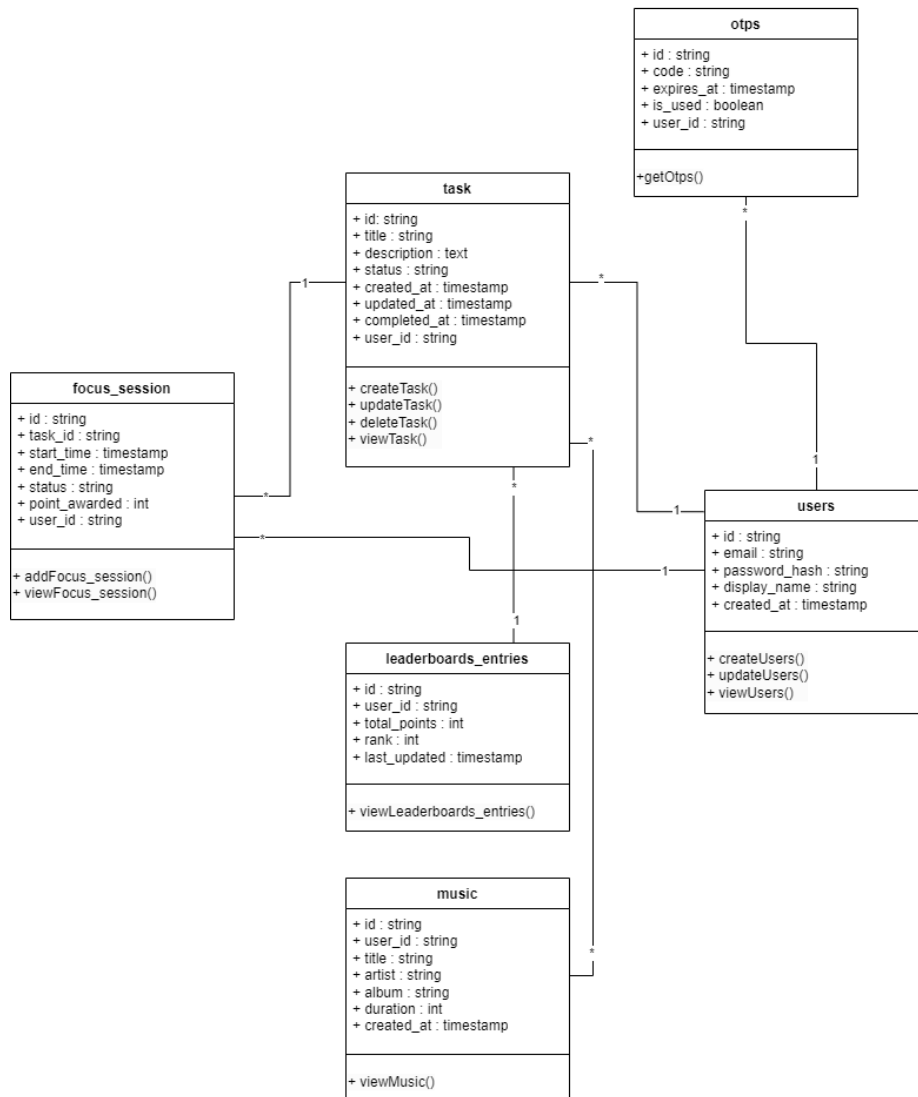 otps
+ id : string
+ code : string
+ expires_at : timestamp
+ is_used : boolean
+ user_id : string
+getOtps()
*
1
task
+ id: string
+ title : string
+ description : text
+ status : string
+ created_at : timestamp
+ updated_at : timestamp
+ completed_at : timestamp
+ user_id : string
+ createTask()
+ updateTask()
+ deleteTask()
+ viewTask()
1
*
*
*
focus_session
+ id : string
+ task_id : string
+ start_time : timestamp
+ end_time : timestamp
+ status : string
+ point_awarded : int
+ user_id : string
+ addFocus_session()
+ viewFocus_session()
*
*
1
1
users
+ id : string
+ email : string
+ password_hash : string
+ display_name : string
+ created_at : timestamp
+ createUsers()
+ updateUsers()
+ viewUsers()
1
leaderboards_entries
+ id : string
+ user_id : string
+ total_points : int
+ rank : int
+ last_updated : timestamp
+ viewLeaderboards_entries()
music
+ id : string
+ user_id : string
+ title : string
+ artist : string
+ album : string
+ duration : int
+ created_at : timestamp
+ viewMusic()
*